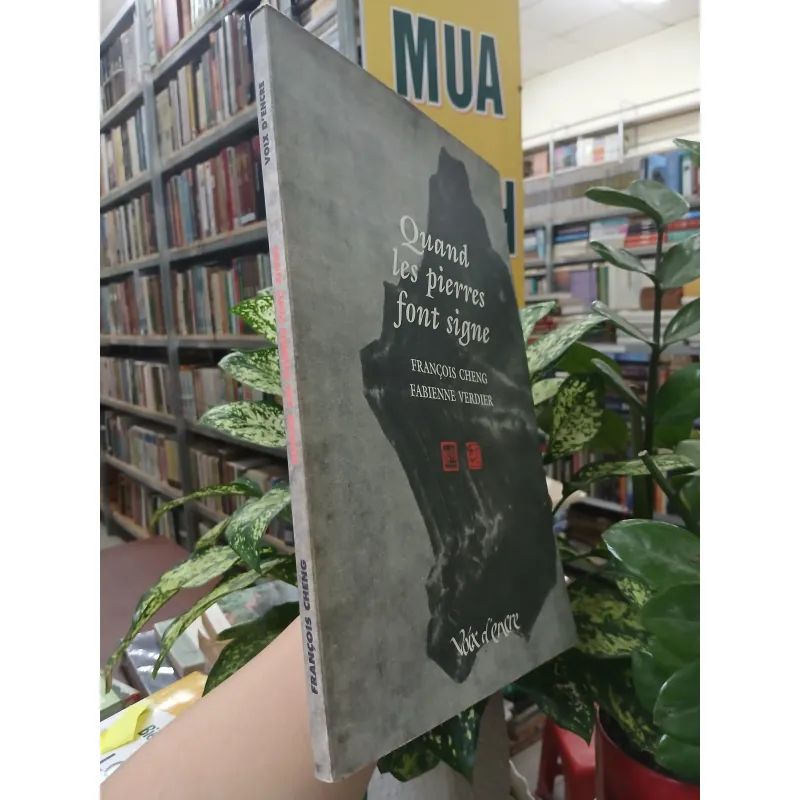 MUA
H
VOIX D'ENCRE
FRANÇOIS CHENG
Quand
les pierres
font signe
FRANÇOIS CHENG
FABIENNE VERDIER
Voix d'encre